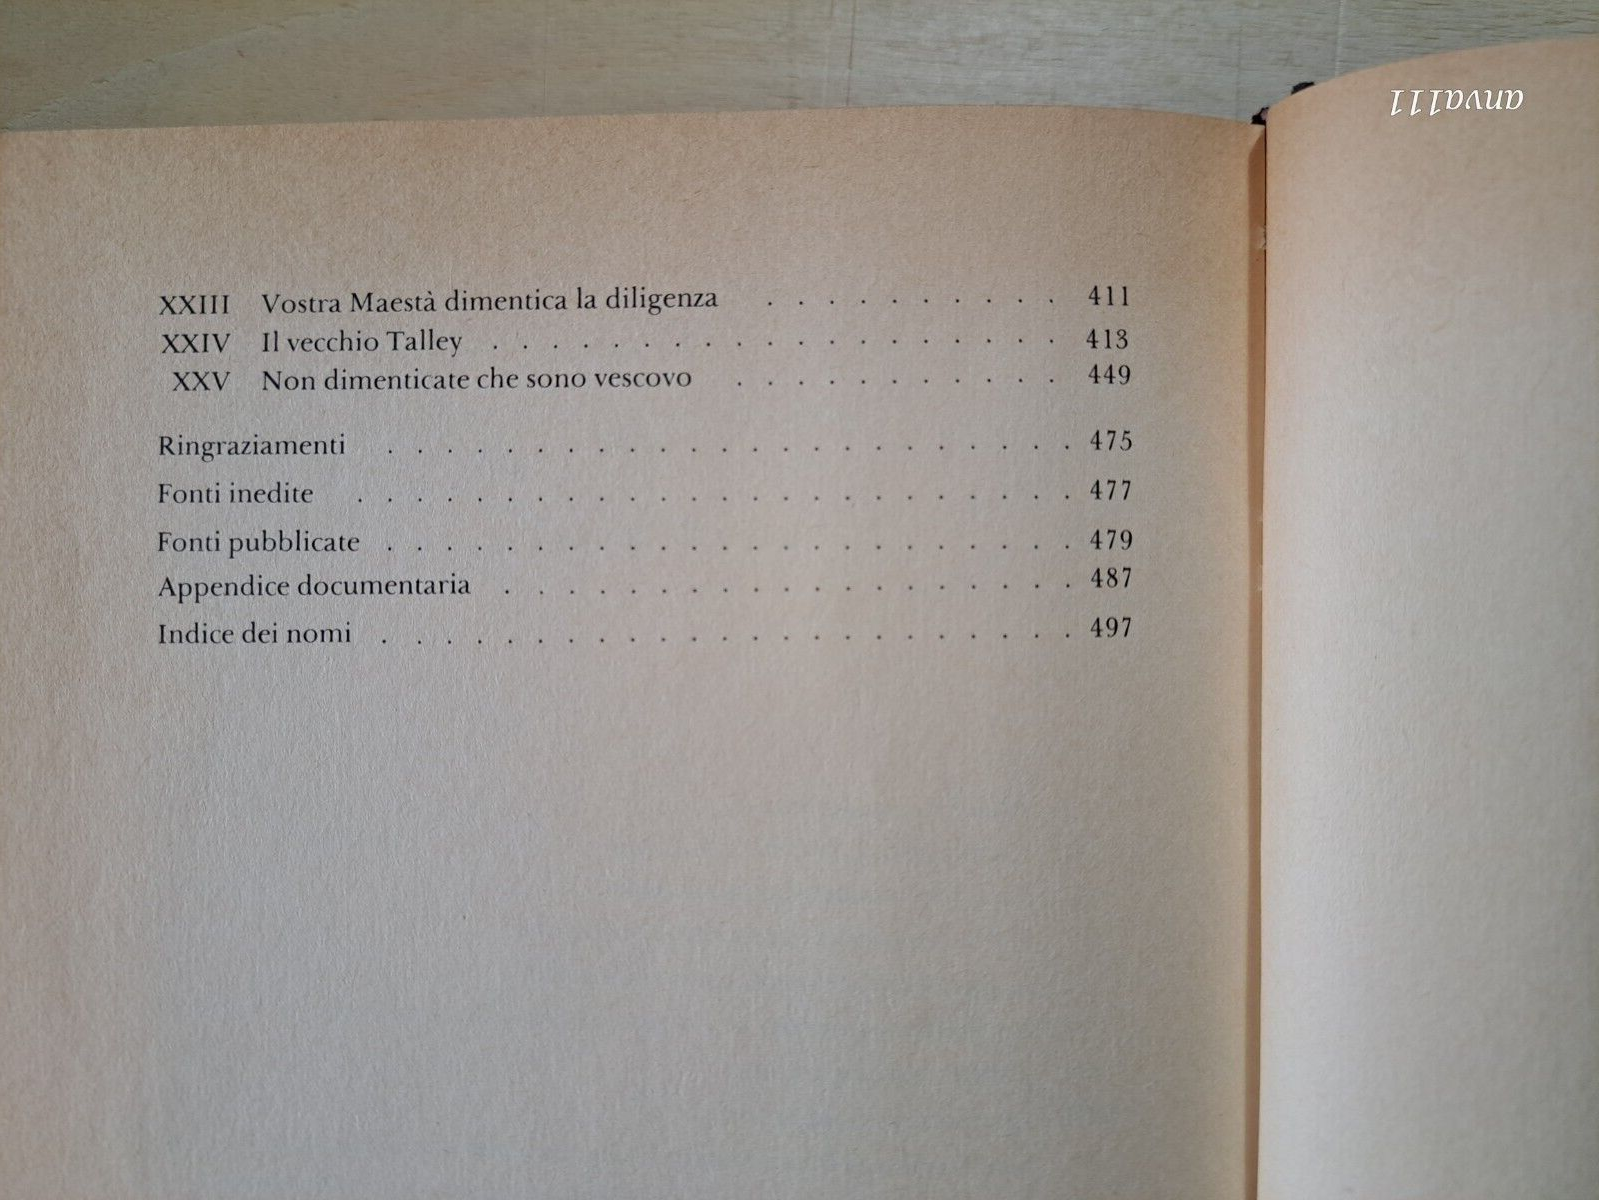 anva111
XXIII Vostra Maestà dimentica la diligenza . . . . . . . . . . 411
XXIV Il vecchio Talley . . . . . . . . . . . . . . . . . . . 413
XXV Non dimenticate che sono vescovo . . . . . . . . . . . 449
Ringraziamenti . . . . . . . . . . . . . . . . . . . . . . . 475
Fonti inedite . . . . . . . . . . . . . . . . . . . . . . . . 477
Fonti pubblicate . . . . . . . . . . . . . . . . . . . . . . . 479
Appendice documentaria . . . . . . . . . . . . . . . . . . . 487
Indice dei nomi . . . . . . . . . . . . . . . . . . . . . . . 497